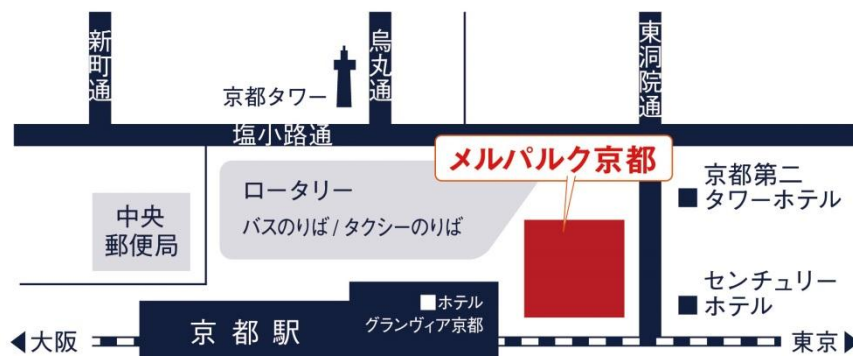 新町通
烏丸通
東洞院通
京都タワー
塩小路通
メルパルク京都
ロータリー
バスのりば / タクシーのりば
中央
郵便局
京都第二
タワーホテル
センチュリー
ホテル
ホテル
グランヴィア京都
京都駅
大阪
東京